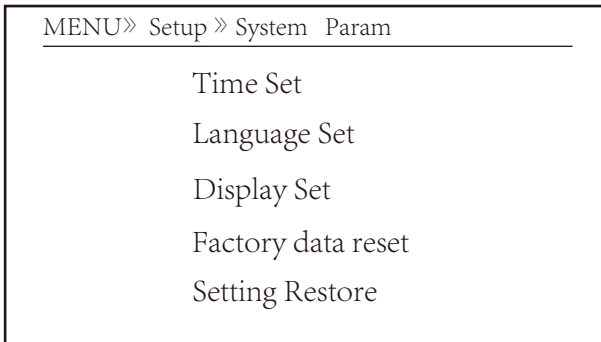 MENU》 Setup 》 System Param
Time Set
Language Set
Display Set
Factory data reset
Setting Restore